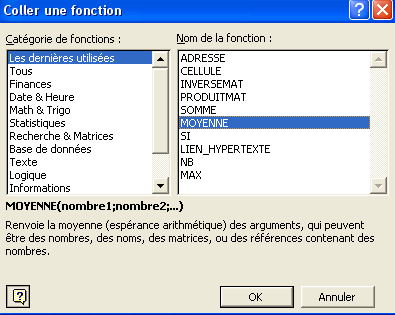 Coller une fonction
Catégorie de fonctions :
Les dernières utilisées
Tous
Finances
Date & Heure
Math & Trigo
Statistiques
Recherche & Matrices
Base de données
Texte
Logique
Informations
Nom de la fonction :
ADRESSE
CELLULE
INVERSEMAT
PRODUITMAT
SOMME
MOYENNE
SI
LIEN_HYPERTEXTE
NB
MAX
MOYENNE(nombre1;nombre2;...)
Renvoie la moyenne (espérance arithmétique) des arguments, qui peuvent
être des nombres, des noms, des matrices, ou des références contenant des
nombres.
OK
Annuler